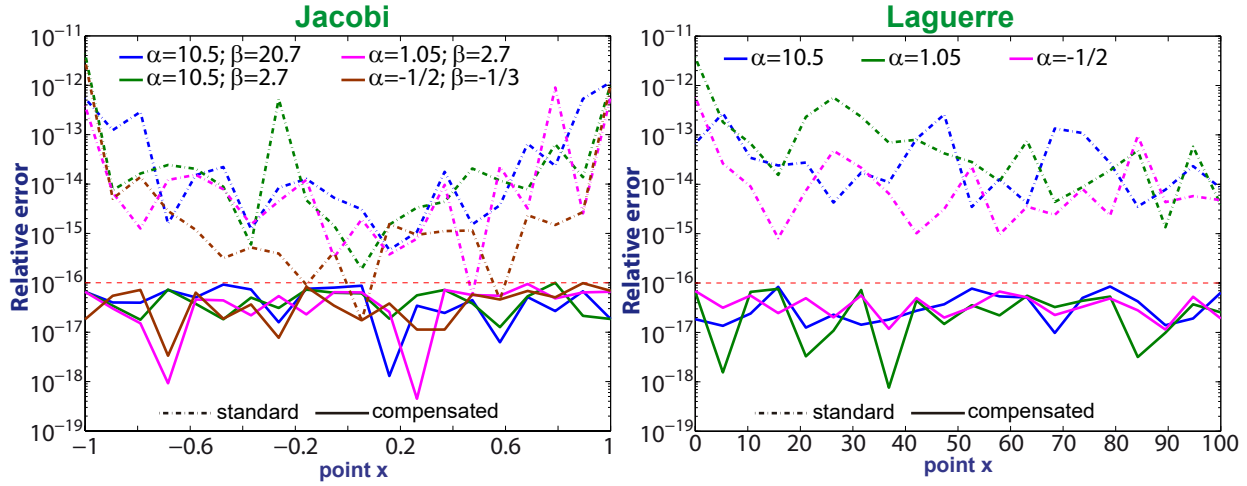 Jacobi
Relative error
10⁻¹¹
10⁻¹²
10⁻¹³
10⁻¹⁴
10⁻¹⁵
10⁻¹⁶
10⁻¹⁷
10⁻¹⁸
10⁻¹⁹
α=10.5; β=20.7 α=1.05; β=2.7
α=10.5; β=2.7 α=-1/2; β=-1/3
standard compensated
−1 −0.6 −0.2 0.2 0.6 1
point x
Laguerre
Relative error
10⁻¹¹
10⁻¹²
10⁻¹³
10⁻¹⁴
10⁻¹⁵
10⁻¹⁶
10⁻¹⁷
10⁻¹⁸
10⁻¹⁹
α=10.5 α=1.05 α=-1/2
standard compensated
0 10 20 30 40 50 60 70 80 90 100
point x